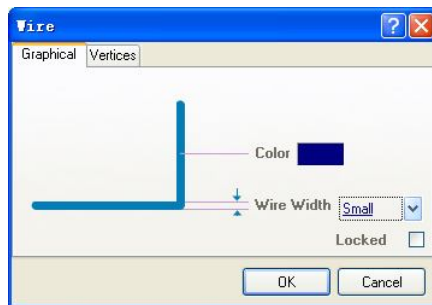 Wire
Graphical Vertices
Color
Wire Width Small
Locked
OK Cancel